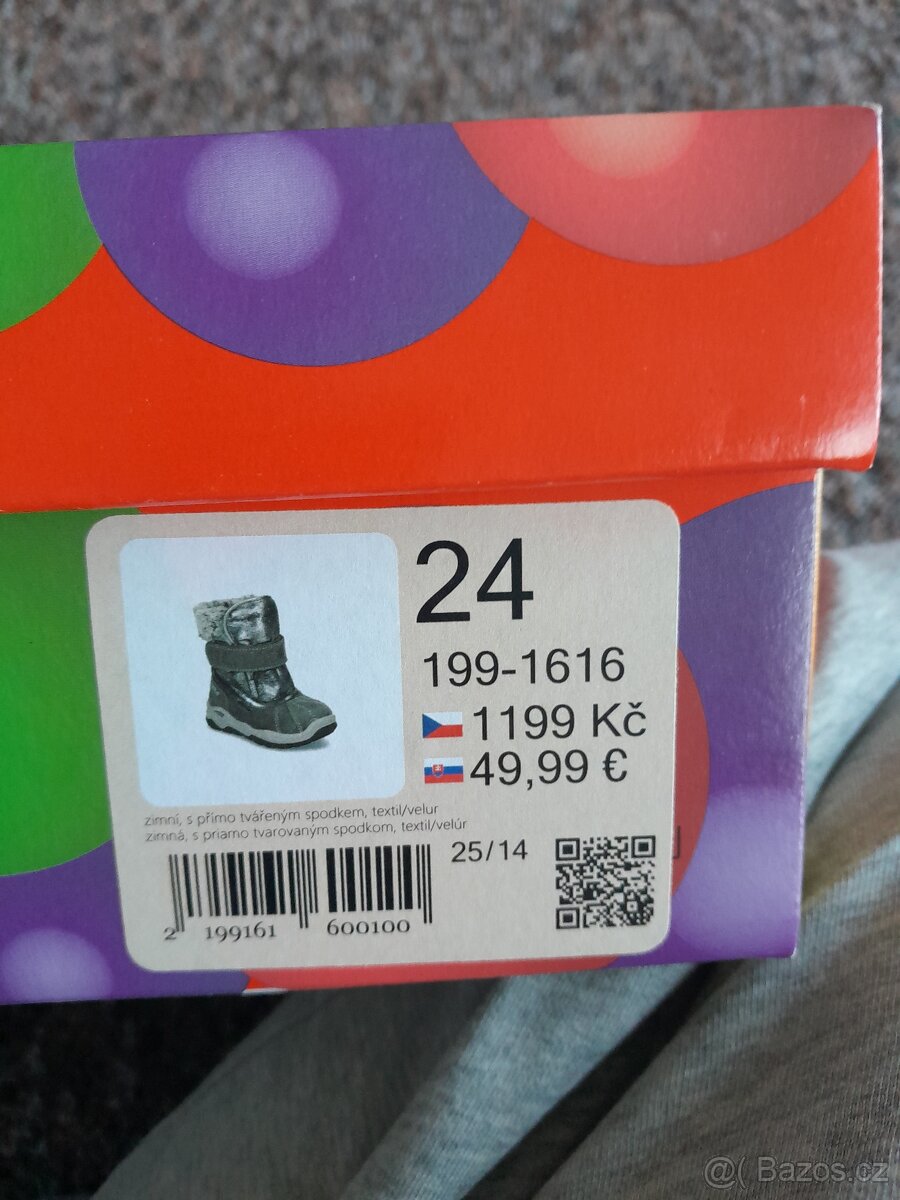 24
199-1616
1199 Kč
49,99 €
zimní, s přímo tvářeným spodkem, textil/velur
zimná, s priamo tvarovaným spodkom, textil/velúr
25/14
2 199161 600100
@( Bazos.cz